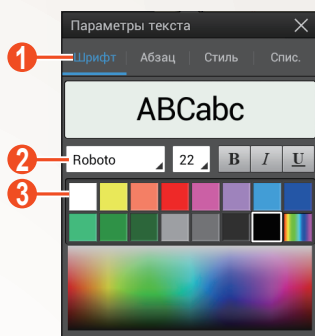 Параметры текста
1 Шрифт Абзац Стиль Спис.
ABCabc
2 Roboto 22 B I U
3